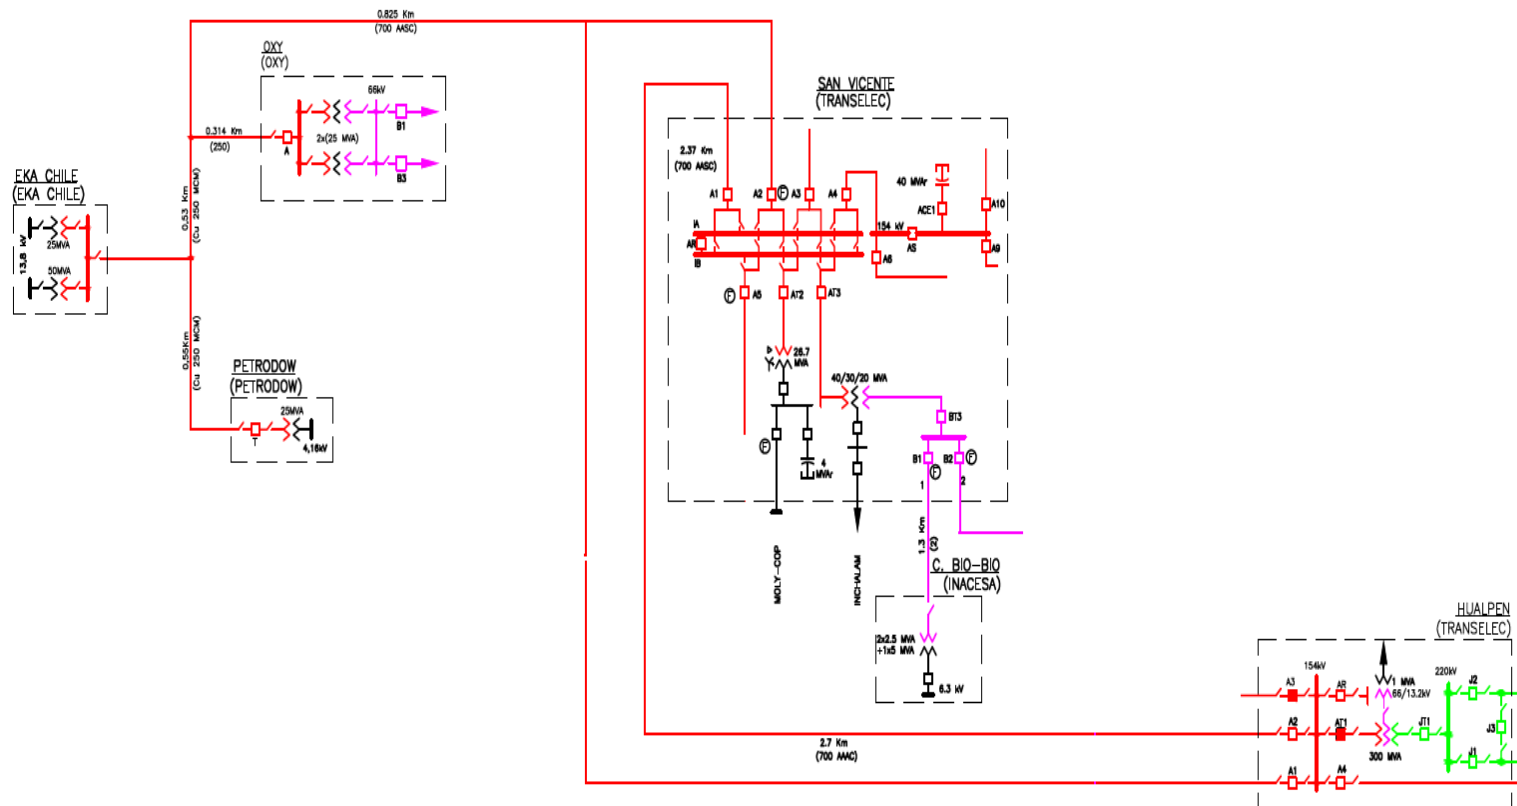 0.825 Km
(700 AASC)
OXY
(OXY)
66kV
B1
2x(25 MVA)
A
B3
0.314 Km
(250)
EKA CHILE
(EKA CHILE)
25MVA
13,8 kV
50MVA
0,53 Km
(Cu 250 MCM)
0,55Km
(Cu 250 MCM)
PETRODOW
(PETRODOW)
25MVA
T
4,16kV
SAN VICENTE
(TRANSELEC)
2.37 Km
(700 AASC)
A1
A2
F
A3
A4
40 MVAr
ACE1
A10
IA
154 kV
AS
AR
IB
A6
A9
F
A5
AT2
AT3
26.7
MVA
40/30/20 MVA
BT3
F
4
MVAr
B1
F
B2
F
1
2
1.3 Km
(2)
MOLY-COP
INCHALAM
C. BIO-BIO
(INACESA)
2x2.5 MVA
+1x5 MVA
6.3 kV
HUALPEN
(TRANSELEC)
154kV
220kV
A3
AR
1 MVA
66/13.2kV
J2
A2
AT1
JT1
J3
300 MVA
J1
A1
A4
2.7 Km
(700 AAAC)